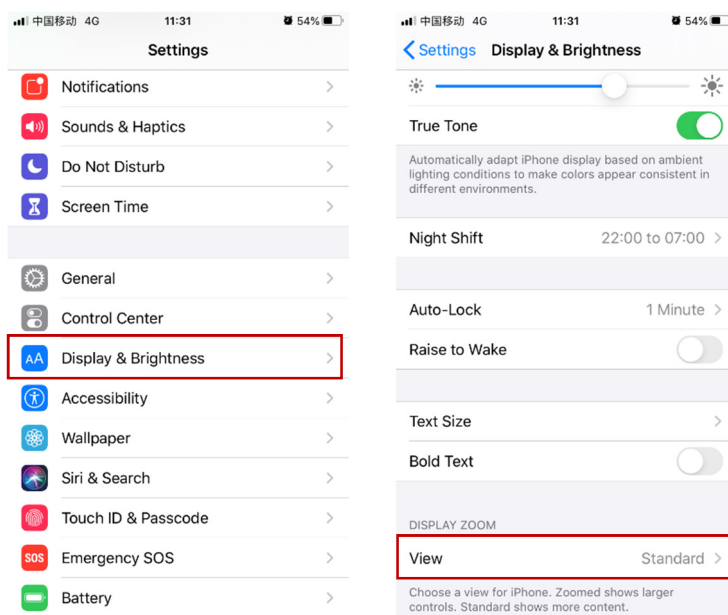 中国移动 4G 11:31 54%
Settings
Notifications
Sounds & Haptics
Do Not Disturb
Screen Time
General
Control Center
AA Display & Brightness
Accessibility
Wallpaper
Siri & Search
Touch ID & Passcode
SOS Emergency SOS
Battery
中国移动 4G 11:31 54%
Settings Display & Brightness
True Tone
Automatically adapt iPhone display based on ambient
lighting conditions to make colors appear consistent in
different environments.
Night Shift 22:00 to 07:00
Auto-Lock 1 Minute
Raise to Wake
Text Size
Bold Text
DISPLAY ZOOM
View Standard
Choose a view for iPhone. Zoomed shows larger
controls. Standard shows more content.